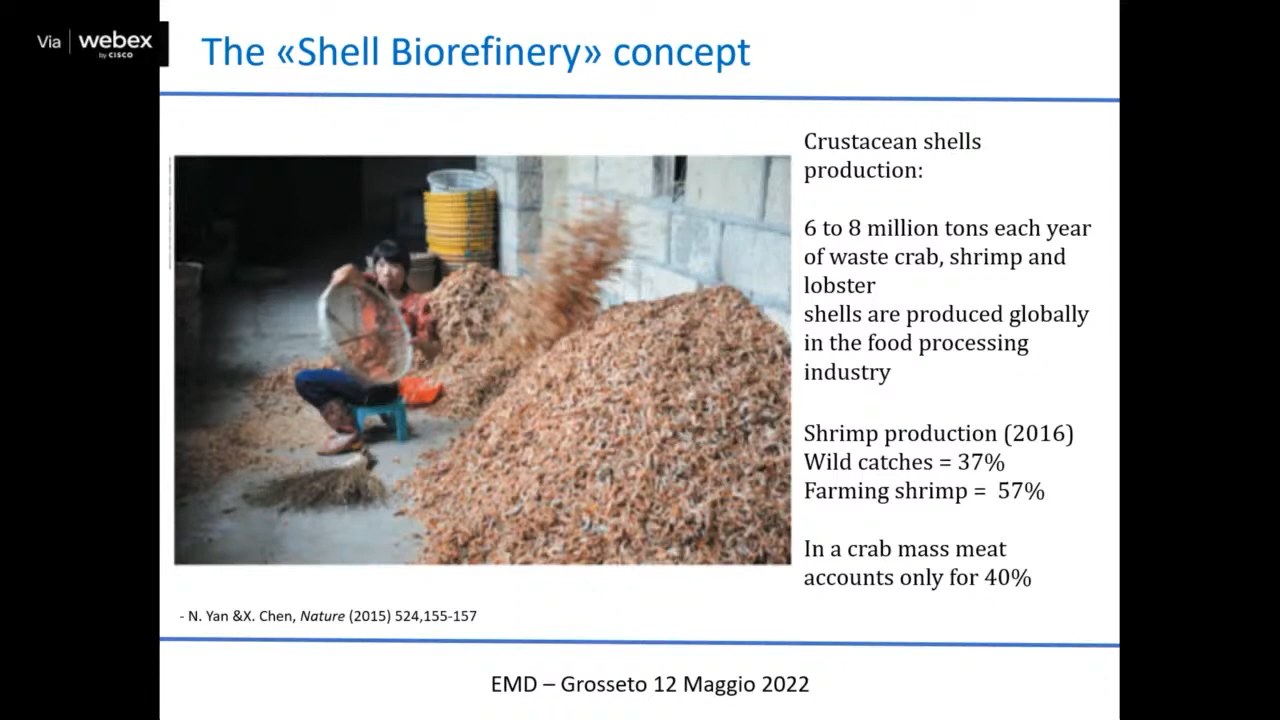 Via webex
by CISCO
The «Shell Biorefinery» concept
Crustacean shells
production:
6 to 8 million tons each year
of waste crab, shrimp and
lobster
shells are produced globally
in the food processing
industry
Shrimp production (2016)
Wild catches = 37%
Farming shrimp =  57%
In a crab mass meat
accounts only for 40%
- N. Yan &X. Chen, Nature (2015) 524,155-157
EMD – Grosseto 12 Maggio 2022